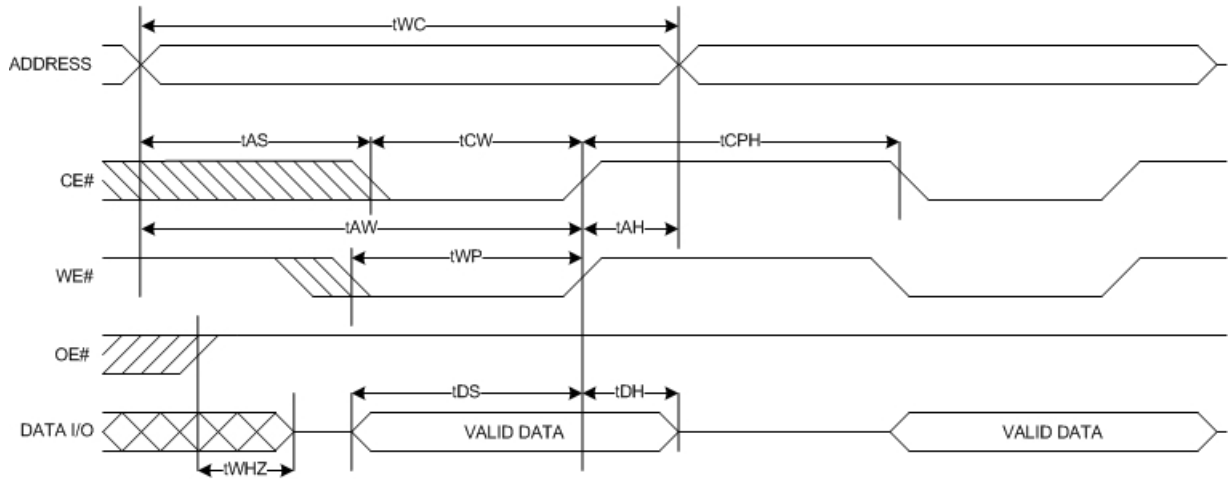 tWC
ADDRESS
tAS tCW tCPH
CE#
tAW tAH
tWP
WE#
OE#
tDS tDH
DATA I/O VALID DATA VALID DATA
tWHZ